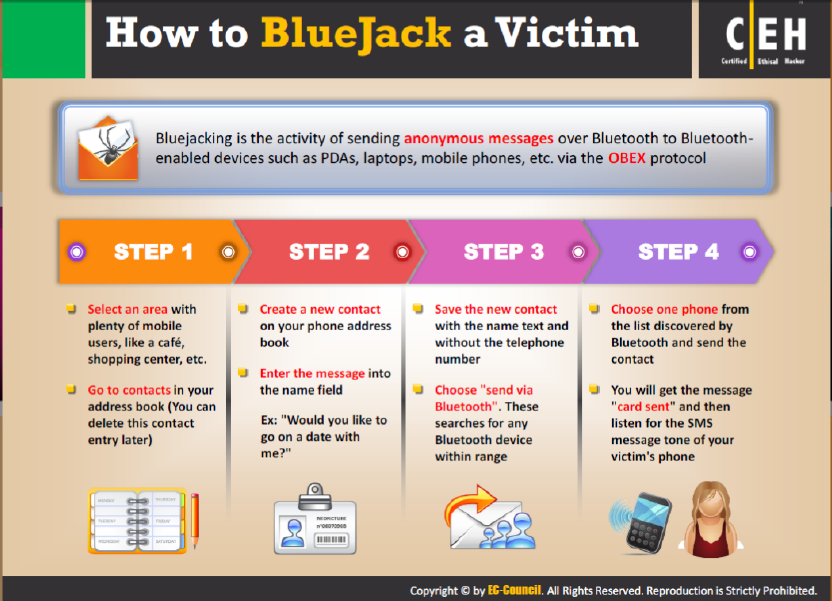 How to BlueJack a Victim
CEH
Certified Ethical Hacker
Bluejacking is the activity of sending anonymous messages over Bluetooth to Bluetooth-
enabled devices such as PDAs, laptops, mobile phones, etc. via the OBEX protocol
STEP 1
Select an area with
plenty of mobile
users, like a café,
shopping center, etc.
Go to contacts in your
address book (You can
delete this contact
entry later)
STEP 2
Create a new contact
on your phone address
book
Enter the message into
the name field
Ex: "Would you like to
go on a date with
me?"
STEP 3
Save the new contact
with the name text and
without the telephone
number
Choose "send via
Bluetooth". These
searches for any
Bluetooth device
within range
STEP 4
Choose one phone from
the list discovered by
Bluetooth and send the
contact
You will get the message
"card sent" and then
listen for the SMS
message tone of your
victim's phone
MONDAY
TUESDAY
WEDNESDAY
THURSDAY
FRIDAY
SATURDAY
Copyright © by EG-Council. All Rights Reserved. Reproduction is Strictly Prohibited.